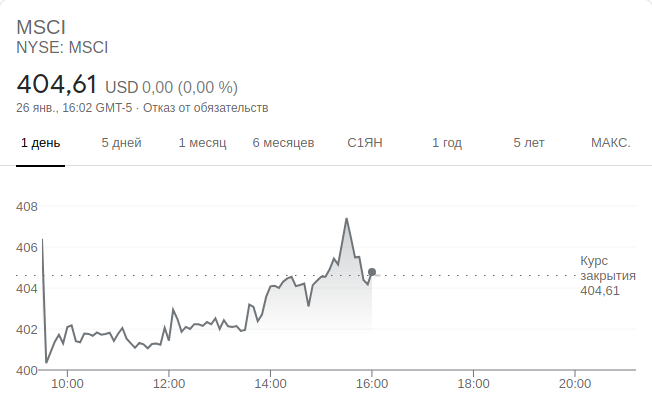 MSCI
NYSE: MSCI
404,61 USD 0,00 (0,00 %)
26 янв., 16:02 GMT-5 · Отказ от обязательств
1 день 5 дней 1 месяц 6 месяцев С1ЯН 1 год 5 лет МАКС.
408
406
404
402
400
Курс
закрытия
404,61
10:00 12:00 14:00 16:00 18:00 20:00